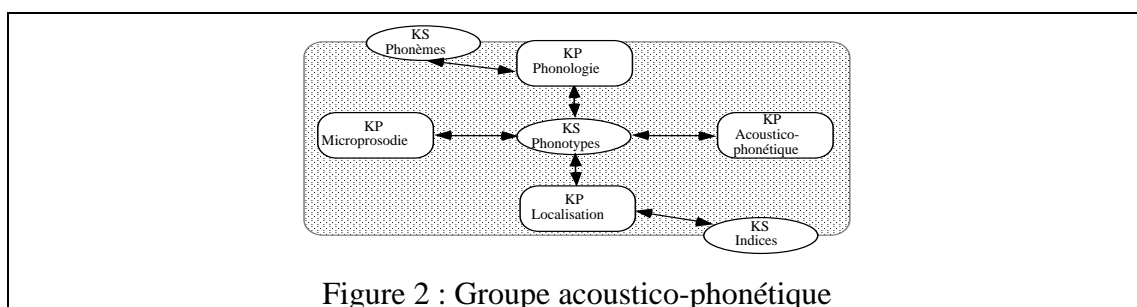 KS
Phonèmes
KP
Phonologie
KP
Microprosodie
KS
Phonotypes
KP
Acoustico-
phonétique
KP
Localisation
KS
Indices
Figure 2 : Groupe acoustico-phonétique